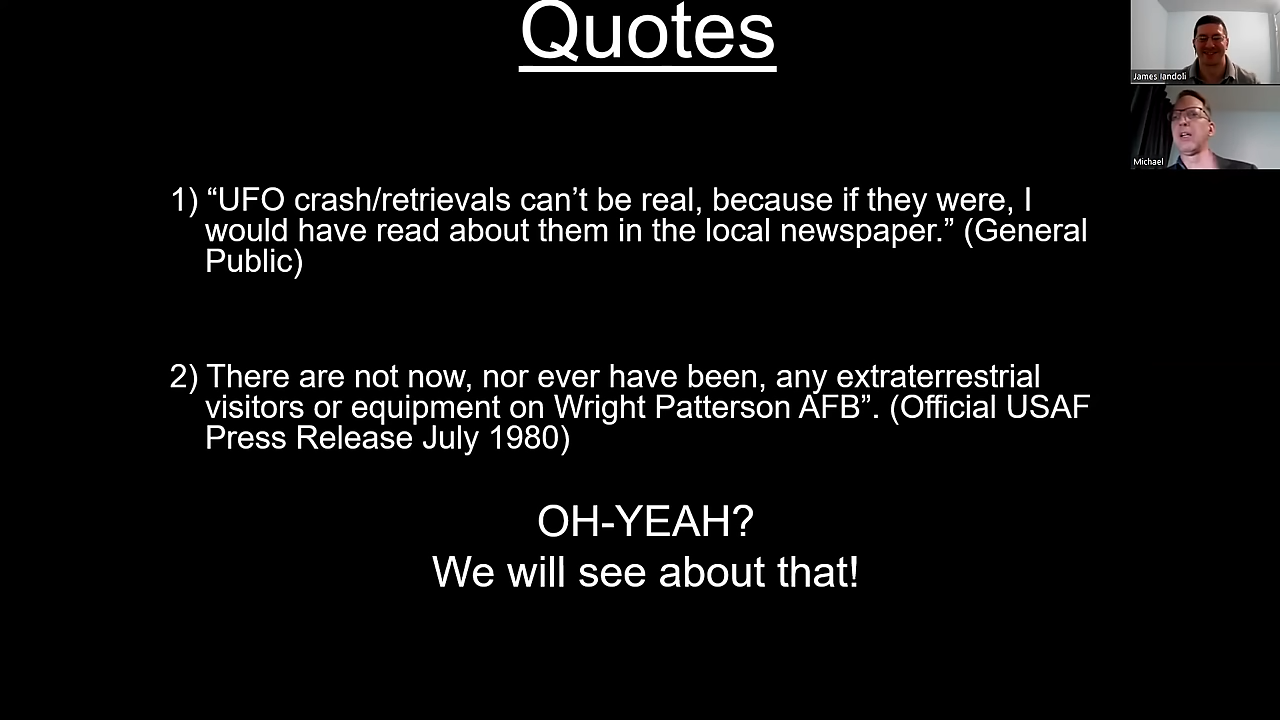 Quotes
James Iandoli
Michael
1) “UFO crash/retrievals can’t be real, because if they were, I
would have read about them in the local newspaper.” (General
Public)
2) There are not now, nor ever have been, any extraterrestrial
visitors or equipment on Wright Patterson AFB”. (Official USAF
Press Release July 1980)
OH-YEAH?
We will see about that!